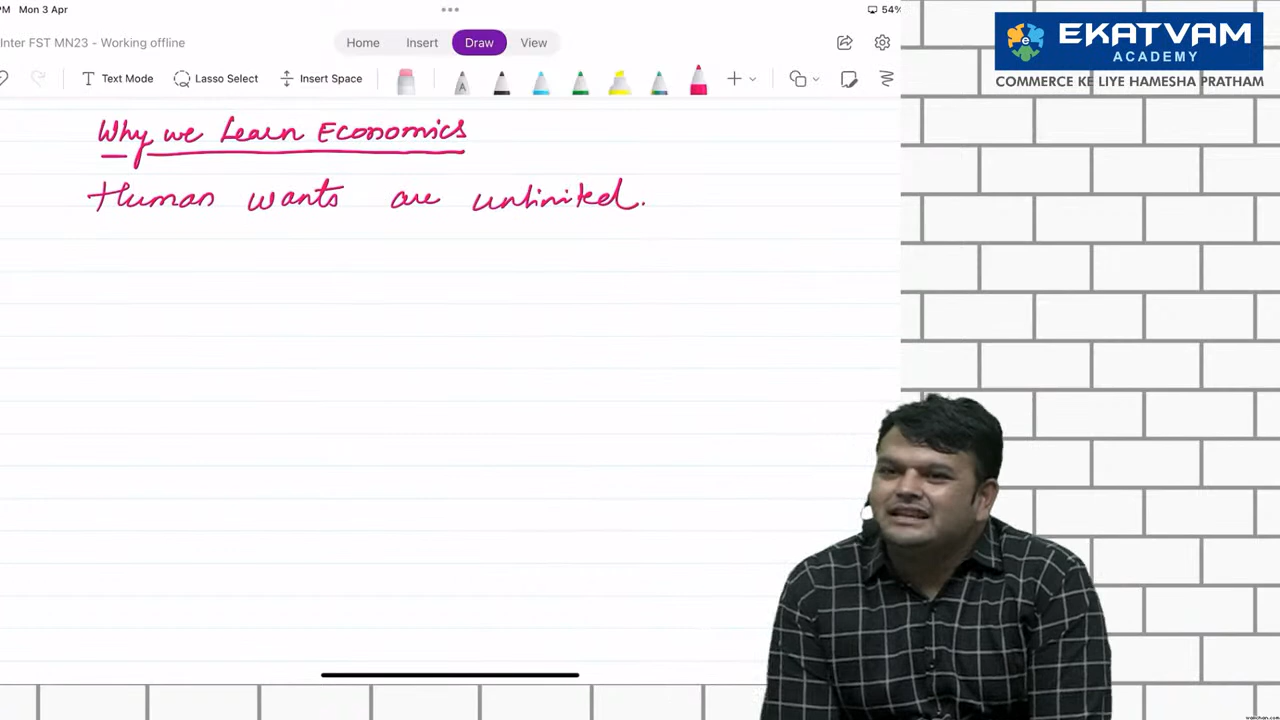 PM Mon 3 Apr
54%
Inter FST MN23 - Working offline
Home Insert Draw View
Text Mode Lasso Select Insert Space
EKATVAM
ACADEMY
COMMERCE KE LIYE HAMESHA PRATHAM
Why we Learn Economics
Human wants are unlimited.